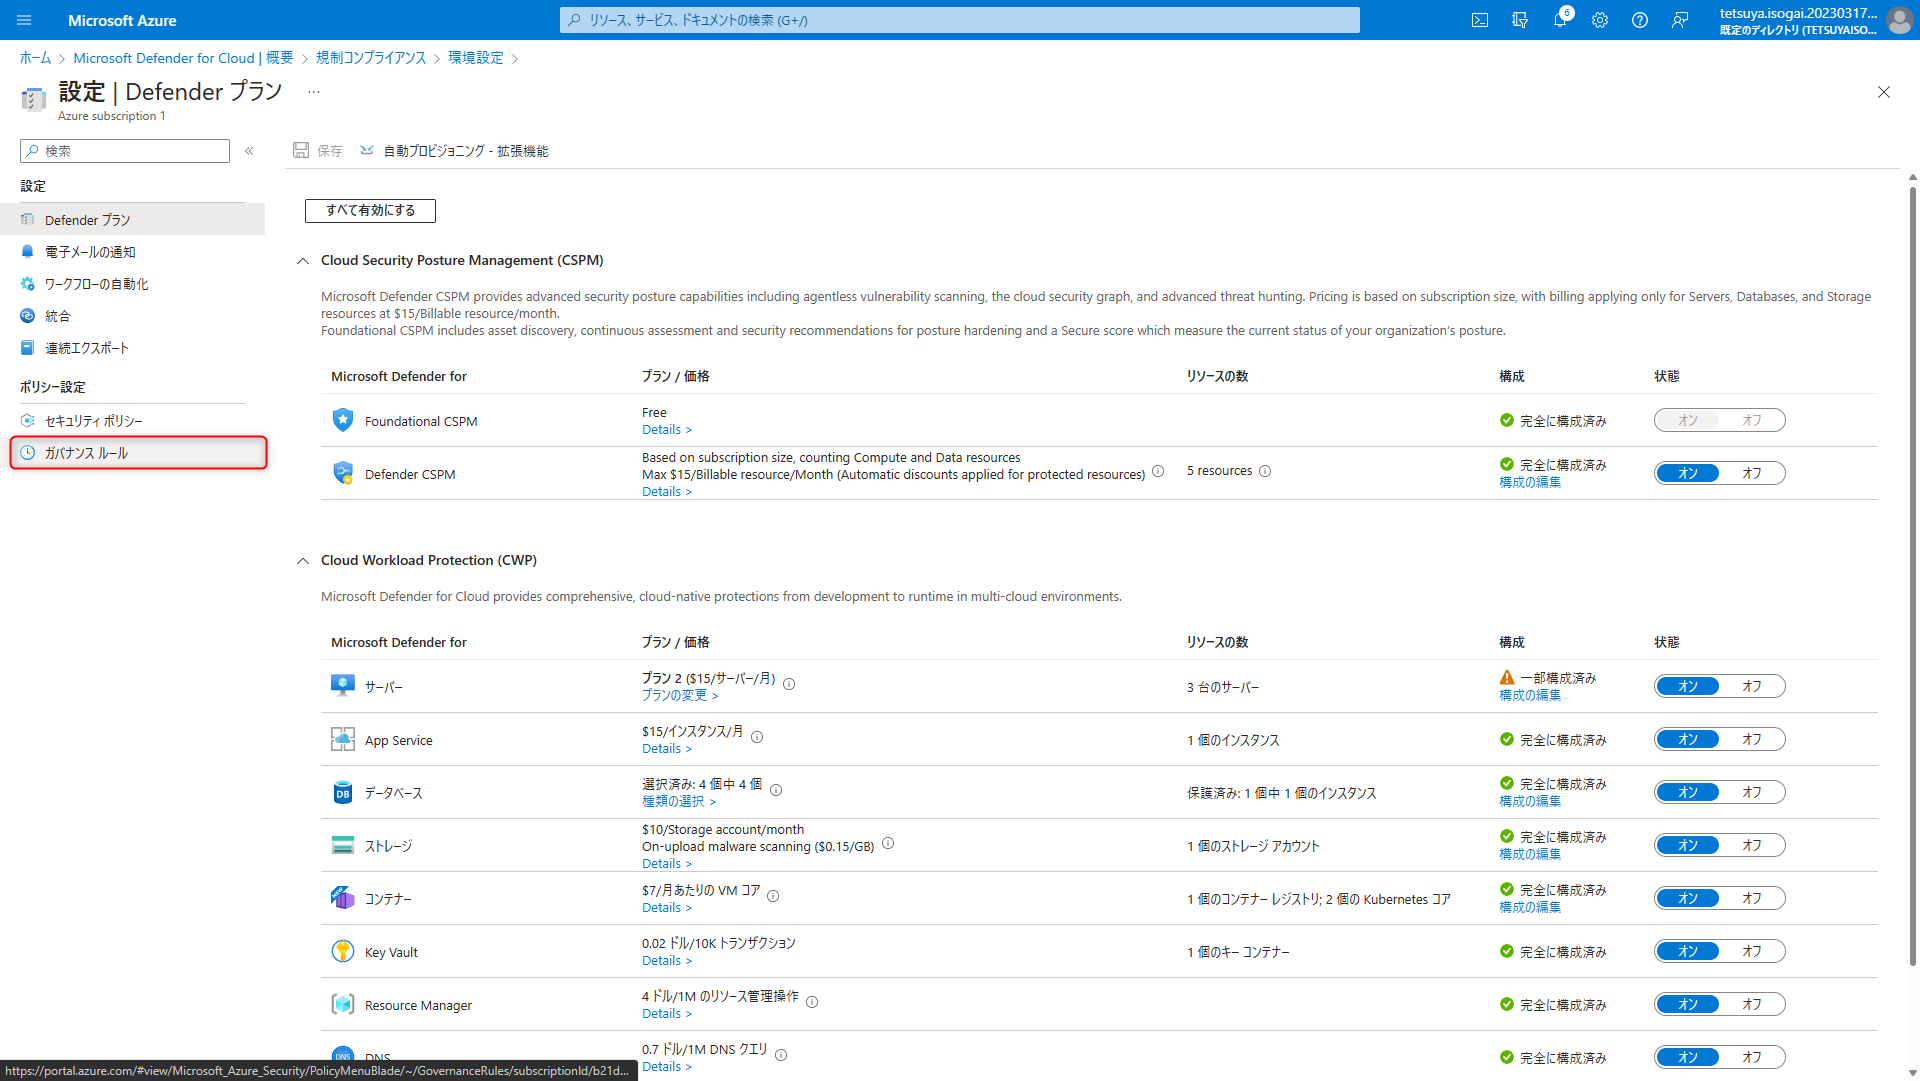 Microsoft Azure
リソース、サービス、ドキュメントの検索 (G+/)
6
tetsuya.isogai.20230317...
既定のディレクトリ (TETSUYAISO...
ホーム > Microsoft Defender for Cloud | 概要 > 規制コンプライアンス > 環境設定 >
設定 | Defender プラン ...
Azure subscription 1
検索 «
保存 自動プロビジョニング - 拡張機能
設定
Defender プラン
電子メールの通知
ワークフローの自動化
統合
連続エクスポート
ポリシー設定
セキュリティ ポリシー
ガバナンス ルール
すべて有効にする
Cloud Security Posture Management (CSPM)
Microsoft Defender CSPM provides advanced security posture capabilities including agentless vulnerability scanning, the cloud security graph, and advanced threat hunting. Pricing is based on subscription size, with billing applying only for Servers, Databases, and Storage
resources at $15/Billable resource/month.
Foundational CSPM includes asset discovery, continuous assessment and security recommendations for posture hardening and a Secure score which measure the current status of your organization's posture.
Microsoft Defender for プラン / 価格 リソースの数 構成 状態
Foundational CSPM Free 完全に構成済み オン オフ
Details >
Defender CSPM Based on subscription size, counting Compute and Data resources
Max $15/Billable resource/Month (Automatic discounts applied for protected resources) 5 resources 完全に構成済み オン オフ
Details > 構成の編集
Cloud Workload Protection (CWP)
Microsoft Defender for Cloud provides comprehensive, cloud-native protections from development to runtime in multi-cloud environments.
Microsoft Defender for プラン / 価格 リソースの数 構成 状態
サーバー プラン 2 ($15/サーバー/月) 3 台のサーバー 一部構成済み オン オフ
プランの変更 > 構成の編集
App Service $15/インスタンス/月 1 個のインスタンス 完全に構成済み オン オフ
Details >
DB データベース 選択済み: 4 個中 4 個 保護済み: 1 個中 1 個のインスタンス 完全に構成済み オン オフ
種類の選択 > 構成の編集
ストレージ $10/Storage account/month
On-upload malware scanning ($0.15/GB) 1 個のストレージ アカウント 完全に構成済み オン オフ
Details > 構成の編集
コンテナー $7/月あたりの VM コア 1 個のコンテナー レジストリ; 2 個の Kubernetes コア 完全に構成済み オン オフ
Details > 構成の編集
Key Vault 0.02 ドル/10K トランザクション 1 個のキー コンテナー 完全に構成済み オン オフ
Details >
Resource Manager 4 ドル/1M のリソース管理操作 完全に構成済み オン オフ
Details >
DNS DNS 0.7 ドル/1M DNS クエリ 完全に構成済み オン オフ
Details >
https://portal.azure.com/#view/Microsoft_Azure_Security/PolicyMenuBlade/~/GovernanceRules/subscriptionId/b21d...